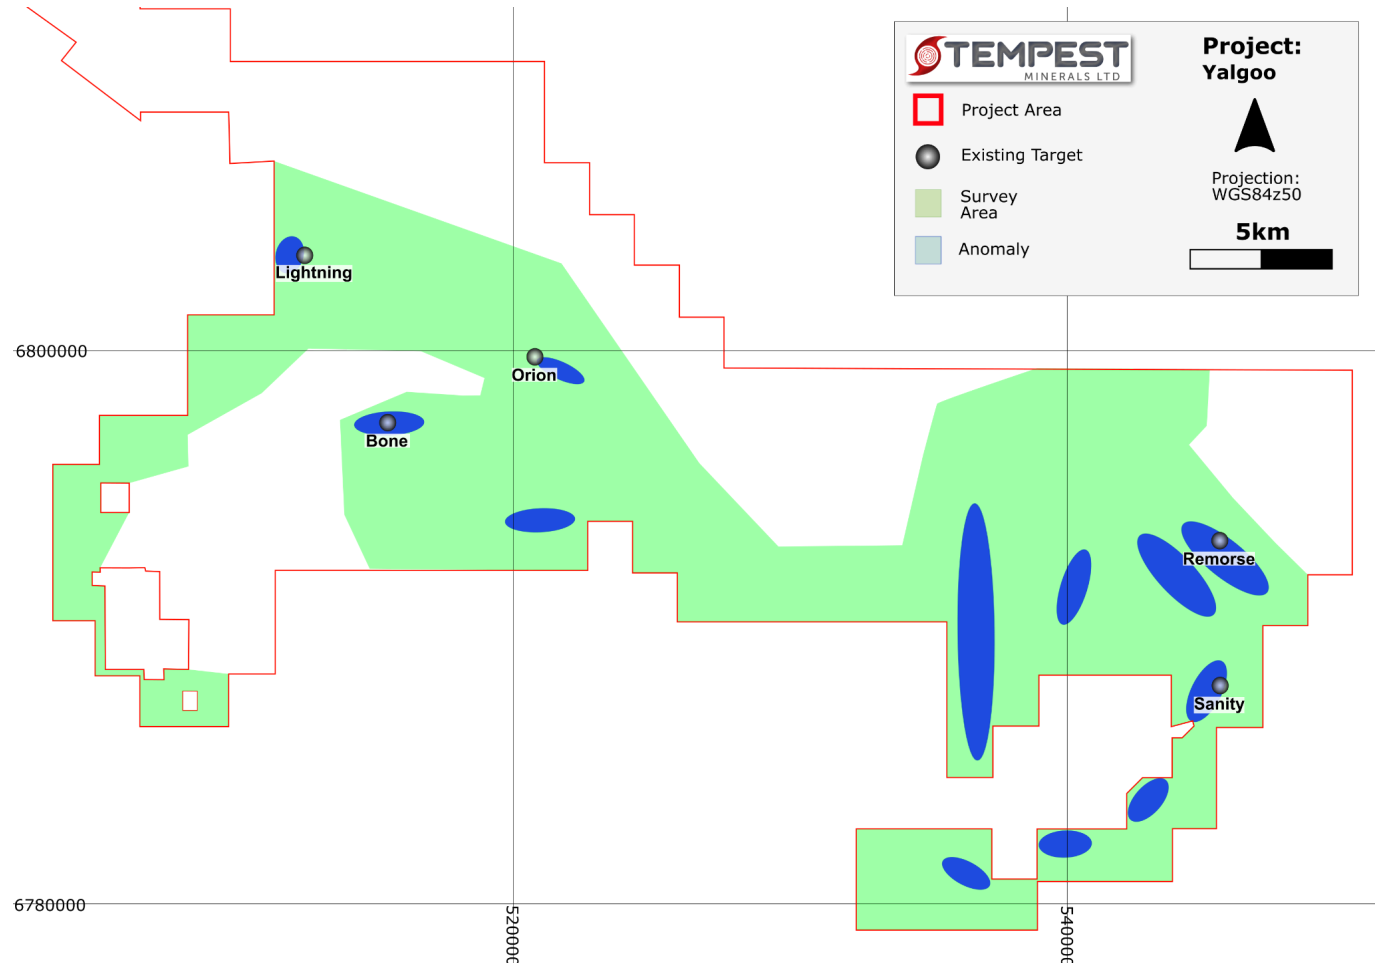 TEMPEST
MINERALS LTD
Project:
Yalgoo
Project Area
Existing Target
Survey
Area
Anomaly
Projection:
WGS84z50
5km
Lightning
6800000
Orion
Bone
Remorse
Sanity
6780000
520000
540000